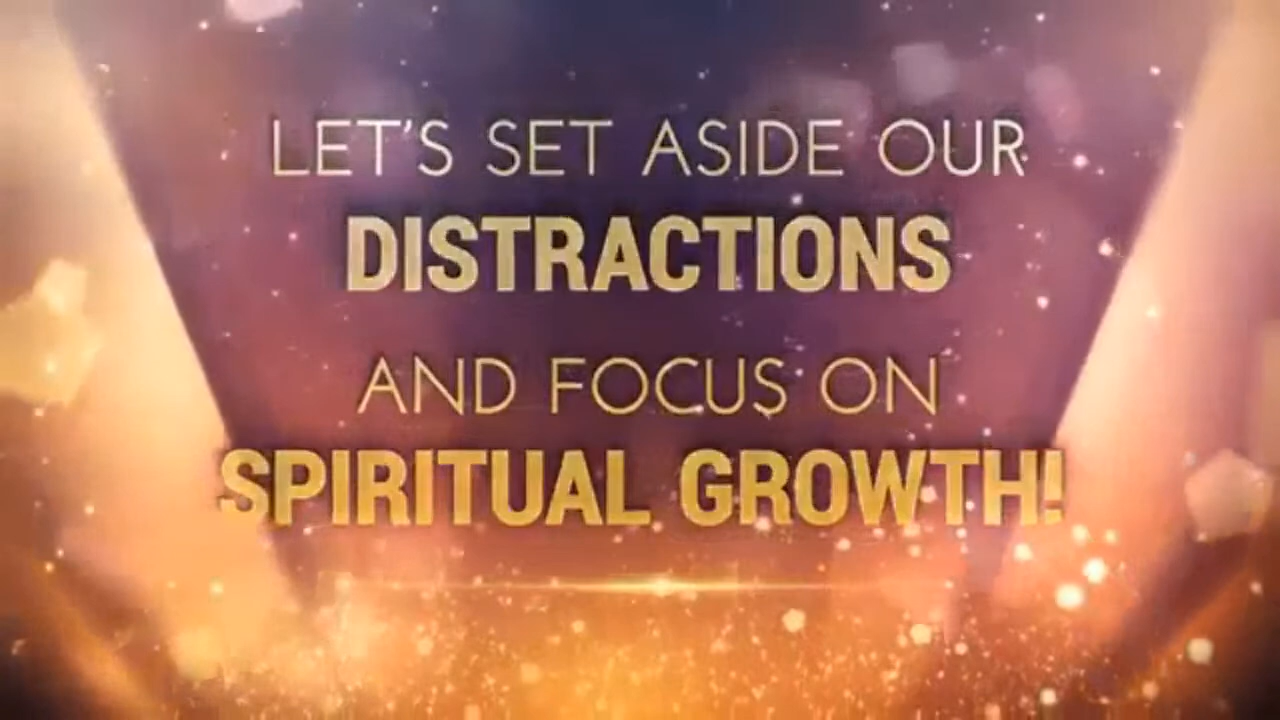 LET'S SET ASIDE OUR
DISTRACTIONS
AND FOCUS ON
SPIRITUAL GROWTH!